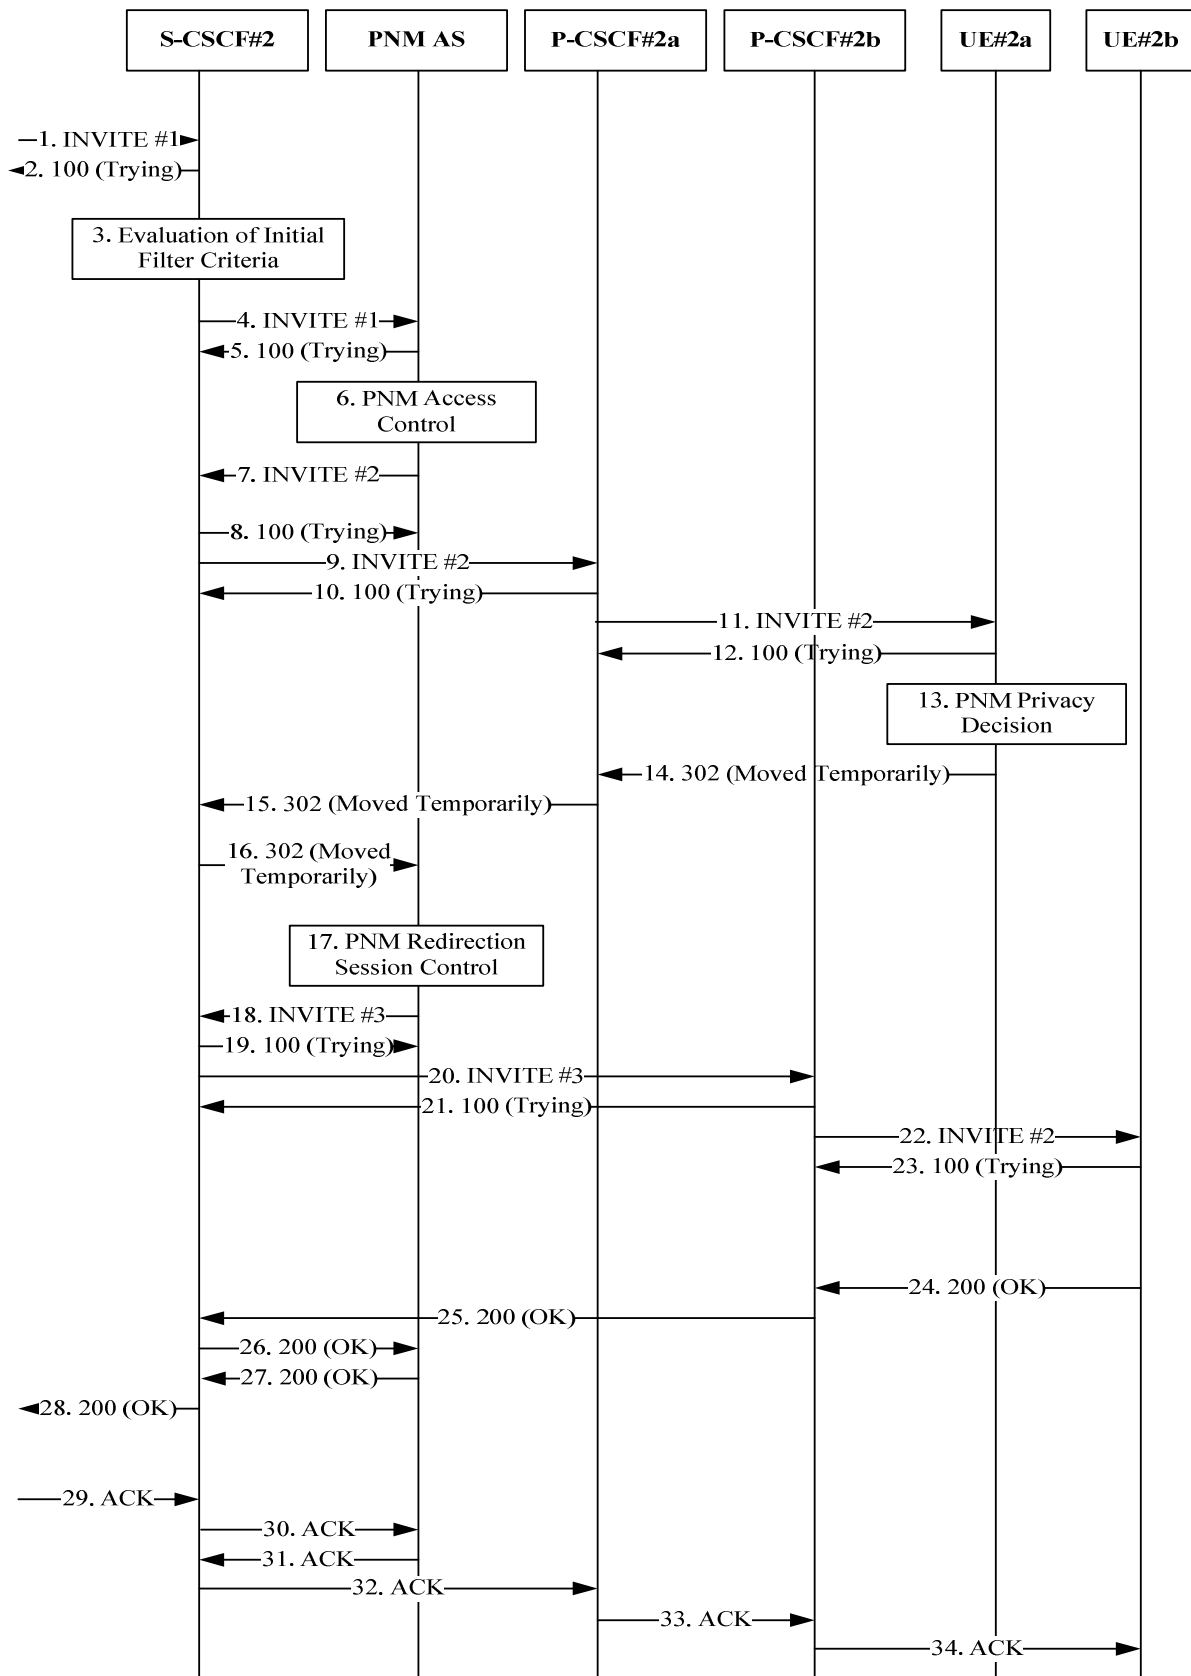 S-CSCF#2
PNM AS
P-CSCF#2a
P-CSCF#2b
UE#2a
UE#2b
1. INVITE #1
2. 100 (Trying)
3. Evaluation of Initial
Filter Criteria
4. INVITE #1
5. 100 (Trying)
6. PNM Access
Control
7. INVITE #2
8. 100 (Trying)
9. INVITE #2
10. 100 (Trying)
11. INVITE #2
12. 100 (Trying)
13. PNM Privacy
Decision
14. 302 (Moved Temporarily)
15. 302 (Moved Temporarily)
16. 302 (Moved
Temporarily)
17. PNM Redirection
Session Control
18. INVITE #3
19. 100 (Trying)
20. INVITE #3
21. 100 (Trying)
22. INVITE #2
23. 100 (Trying)
24. 200 (OK)
25. 200 (OK)
26. 200 (OK)
27. 200 (OK)
28. 200 (OK)
29. ACK
30. ACK
31. ACK
32. ACK
33. ACK
34. ACK